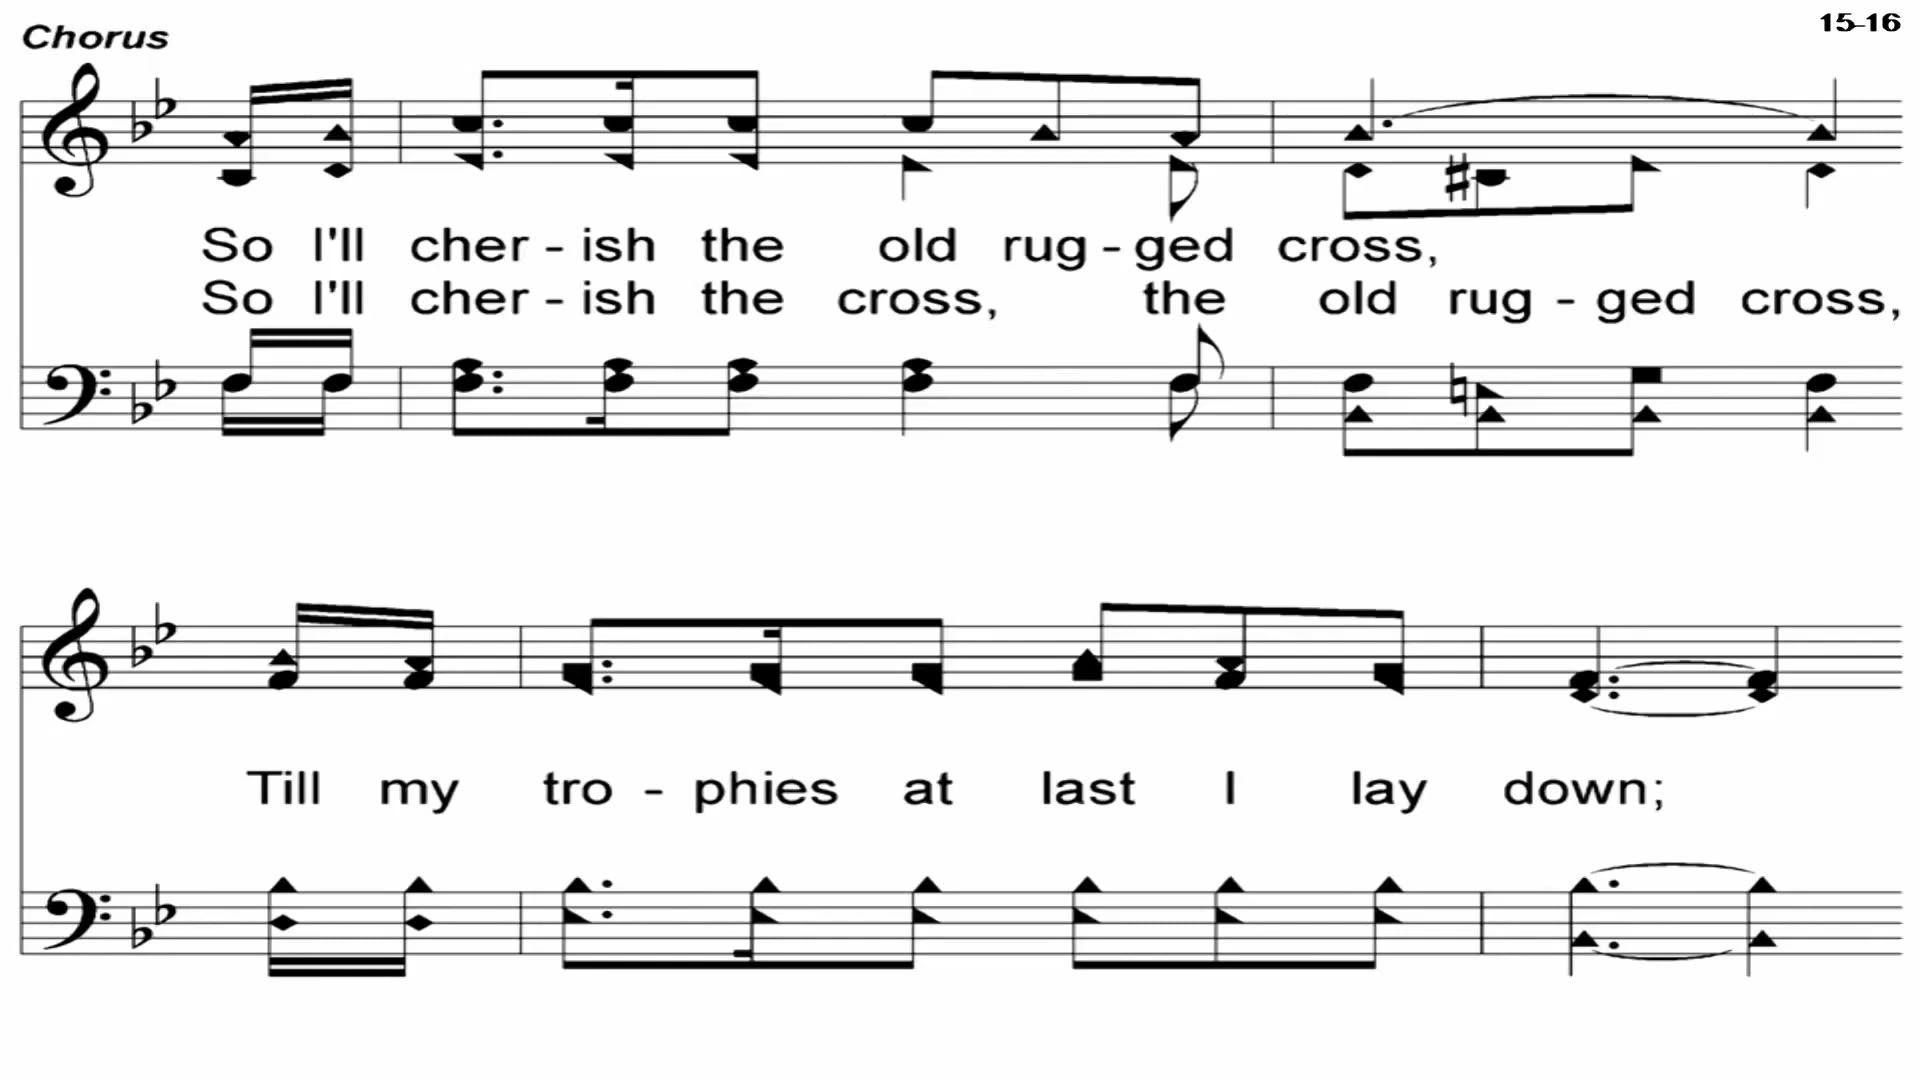 Chorus
15-16
So I'll cher - ish the old rug - ged cross,
So I'll cher - ish the cross, the old rug - ged cross,
Till my tro - phies at last I lay down;